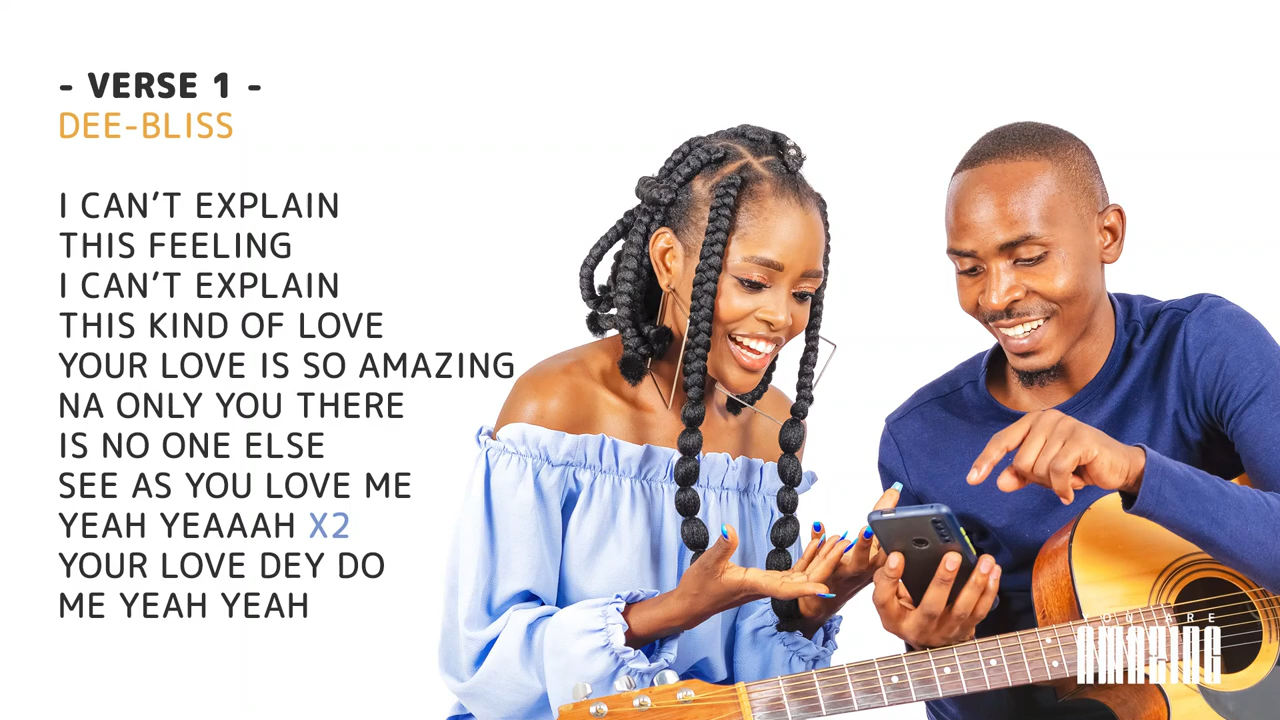 - VERSE 1 -
DEE-BLISS
I CAN’T EXPLAIN
THIS FEELING
I CAN’T EXPLAIN
THIS KIND OF LOVE
YOUR LOVE IS SO AMAZING
NA ONLY YOU THERE
IS NO ONE ELSE
SEE AS YOU LOVE ME
YEAH YEAAAH X2
YOUR LOVE DEY DO
ME YEAH YEAH
YOU ARE
AMAZING